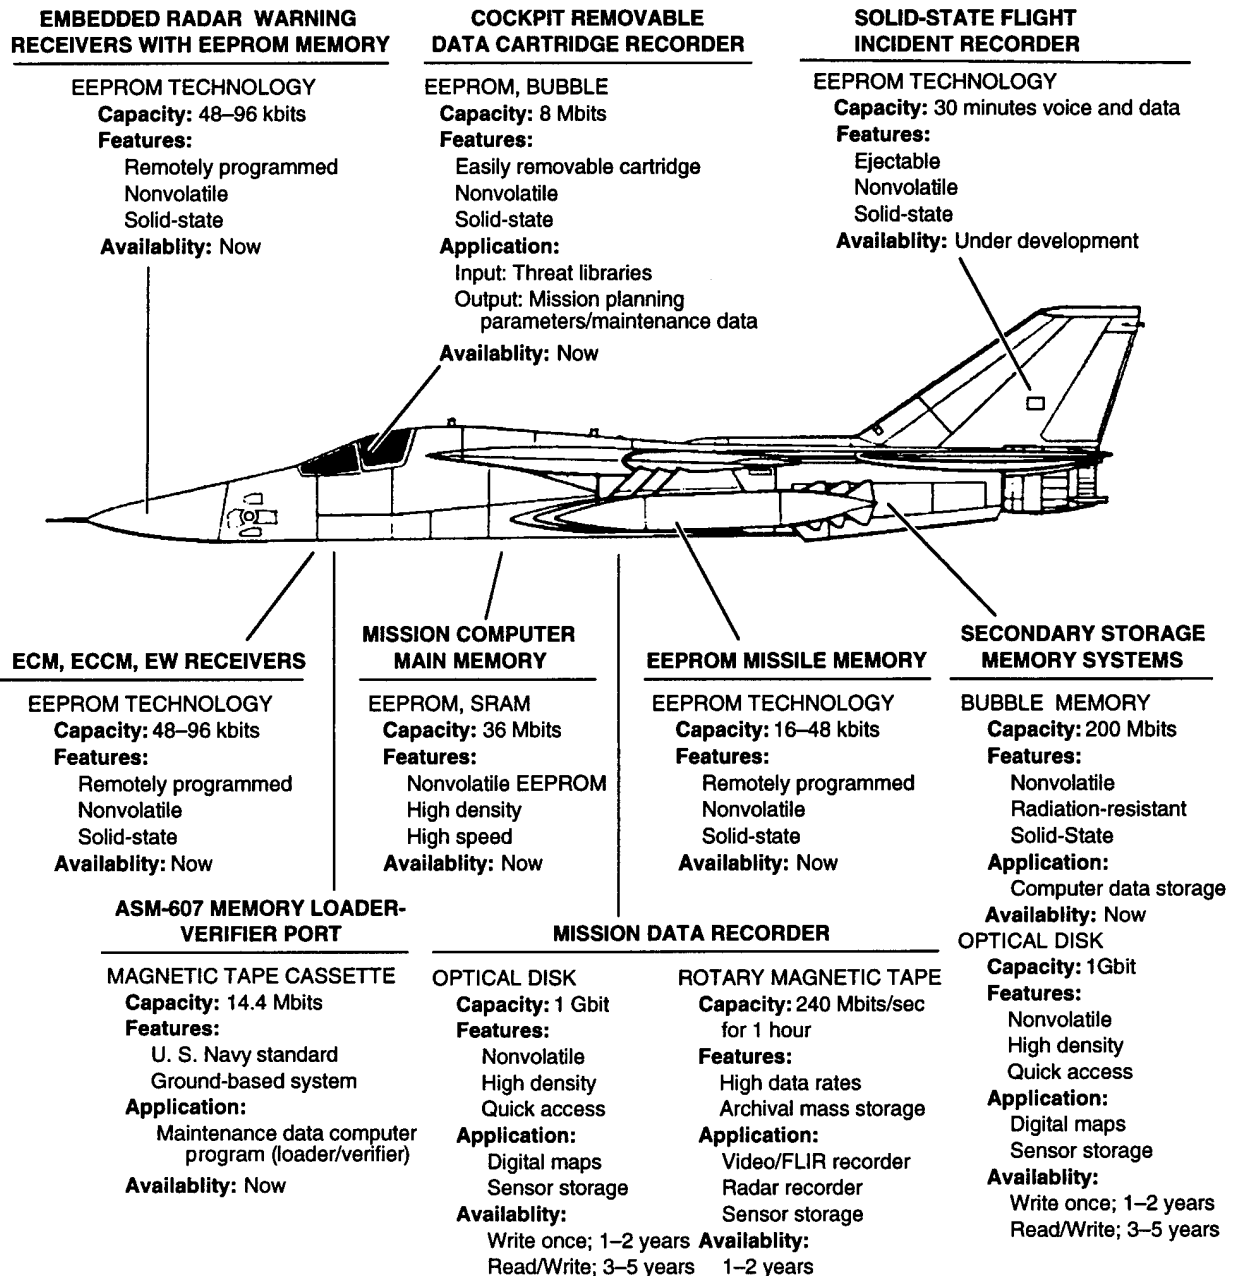 EMBEDDED RADAR WARNING
RECEIVERS WITH EEPROM MEMORY
EEPROM TECHNOLOGY
Capacity: 48–96 kbits
Features:
Remotely programmed
Nonvolatile
Solid-state
Availablity: Now
COCKPIT REMOVABLE
DATA CARTRIDGE RECORDER
EEPROM, BUBBLE
Capacity: 8 Mbits
Features:
Easily removable cartridge
Nonvolatile
Solid-state
Application:
Input: Threat libraries
Output: Mission planning
parameters/maintenance data
Availablity: Now
SOLID-STATE FLIGHT
INCIDENT RECORDER
EEPROM TECHNOLOGY
Capacity: 30 minutes voice and data
Features:
Ejectable
Nonvolatile
Solid-state
Availablity: Under development
ECM, ECCM, EW RECEIVERS
EEPROM TECHNOLOGY
Capacity: 48–96 kbits
Features:
Remotely programmed
Nonvolatile
Solid-state
Availablity: Now
MISSION COMPUTER
MAIN MEMORY
EEPROM, SRAM
Capacity: 36 Mbits
Features:
Nonvolatile EEPROM
High density
High speed
Availablity: Now
EEPROM MISSILE MEMORY
EEPROM TECHNOLOGY
Capacity: 16–48 kbits
Features:
Remotely programmed
Nonvolatile
Solid-state
Availablity: Now
SECONDARY STORAGE
MEMORY SYSTEMS
BUBBLE MEMORY
Capacity: 200 Mbits
Features:
Nonvolatile
Radiation-resistant
Solid-State
Application:
Computer data storage
Availablity: Now
OPTICAL DISK
Capacity: 1Gbit
Features:
Nonvolatile
High density
Quick access
Application:
Digital maps
Sensor storage
Availablity:
Write once; 1–2 years
Read/Write; 3–5 years
ASM-607 MEMORY LOADER-
VERIFIER PORT
MAGNETIC TAPE CASSETTE
Capacity: 14.4 Mbits
Features:
U. S. Navy standard
Ground-based system
Application:
Maintenance data computer
program (loader/verifier)
Availablity: Now
MISSION DATA RECORDER
OPTICAL DISK
Capacity: 1 Gbit
Features:
Nonvolatile
High density
Quick access
Application:
Digital maps
Sensor storage
Availablity:
Write once; 1–2 years
Read/Write; 3–5 years
ROTARY MAGNETIC TAPE
Capacity: 240 Mbits/sec
for 1 hour
Features:
High data rates
Archival mass storage
Application:
Video/FLIR recorder
Radar recorder
Sensor storage
Availablity:
1–2 years